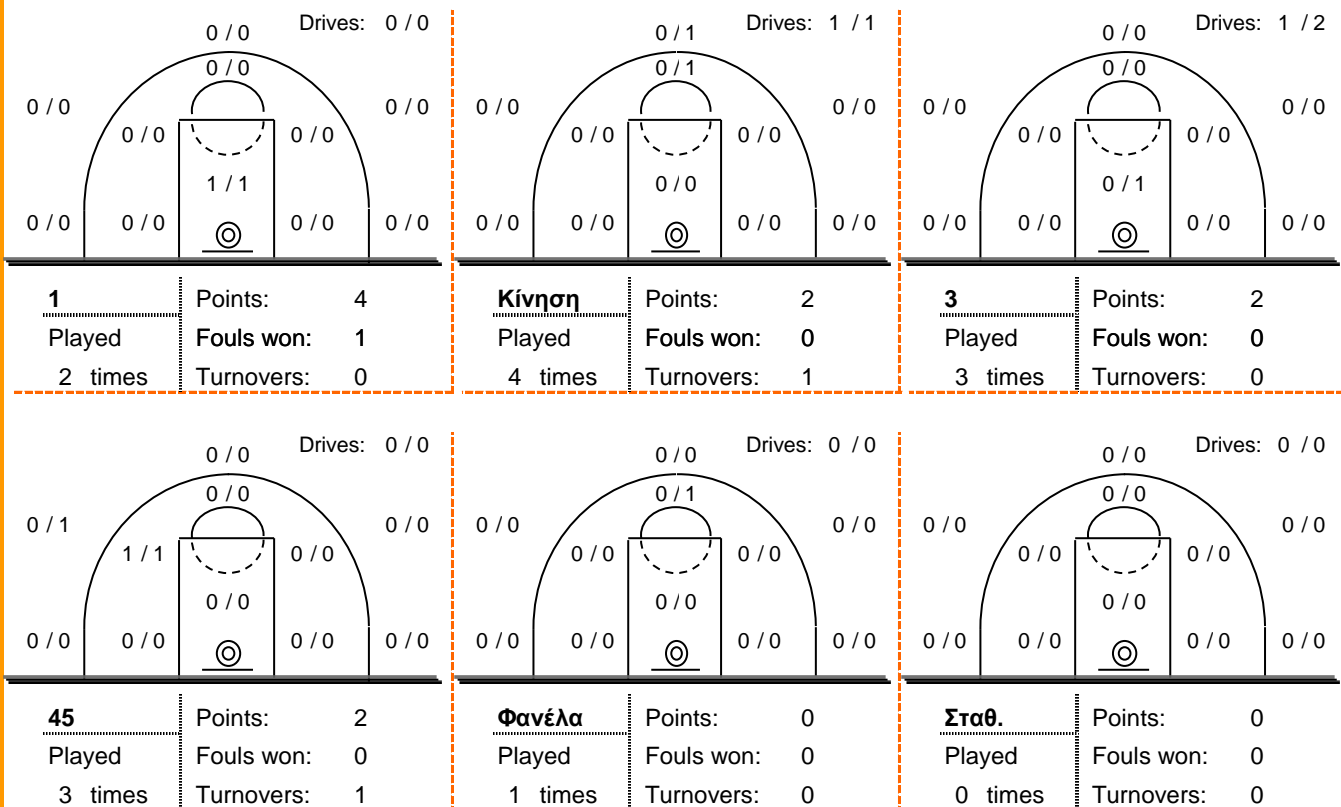 0 / 0 Drives: 0 / 0
0 / 0
0 / 0 0 / 0
0 / 0 0 / 0
1 / 1
0 / 0 0 / 0 0 / 0 0 / 0
1 Points: 4
Played Fouls won: 1
2 times Turnovers: 0
0 / 1 Drives: 1 / 1
0 / 1
0 / 0 0 / 0
0 / 0 0 / 0
0 / 0
0 / 0 0 / 0 0 / 0 0 / 0
Κίνηση Points: 2
Played Fouls won: 0
4 times Turnovers: 1
0 / 0 Drives: 1 / 2
0 / 0
0 / 0 0 / 0
0 / 0 0 / 0
0 / 1
0 / 0 0 / 0 0 / 0 0 / 0
3 Points: 2
Played Fouls won: 0
3 times Turnovers: 0
0 / 0 Drives: 0 / 0
0 / 0
0 / 1 0 / 0
1 / 1 0 / 0
0 / 0
0 / 0 0 / 0 0 / 0 0 / 0
45 Points: 2
Played Fouls won: 0
3 times Turnovers: 1
0 / 0 Drives: 0 / 0
0 / 1
0 / 0 0 / 0
0 / 0 0 / 0
0 / 0
0 / 0 0 / 0 0 / 0 0 / 0
Φανέλα Points: 0
Played Fouls won: 0
1 times Turnovers: 0
0 / 0 Drives: 0 / 0
0 / 0
0 / 0 0 / 0
0 / 0 0 / 0
0 / 0
0 / 0 0 / 0 0 / 0 0 / 0
Σταθ. Points: 0
Played Fouls won: 0
0 times Turnovers: 0